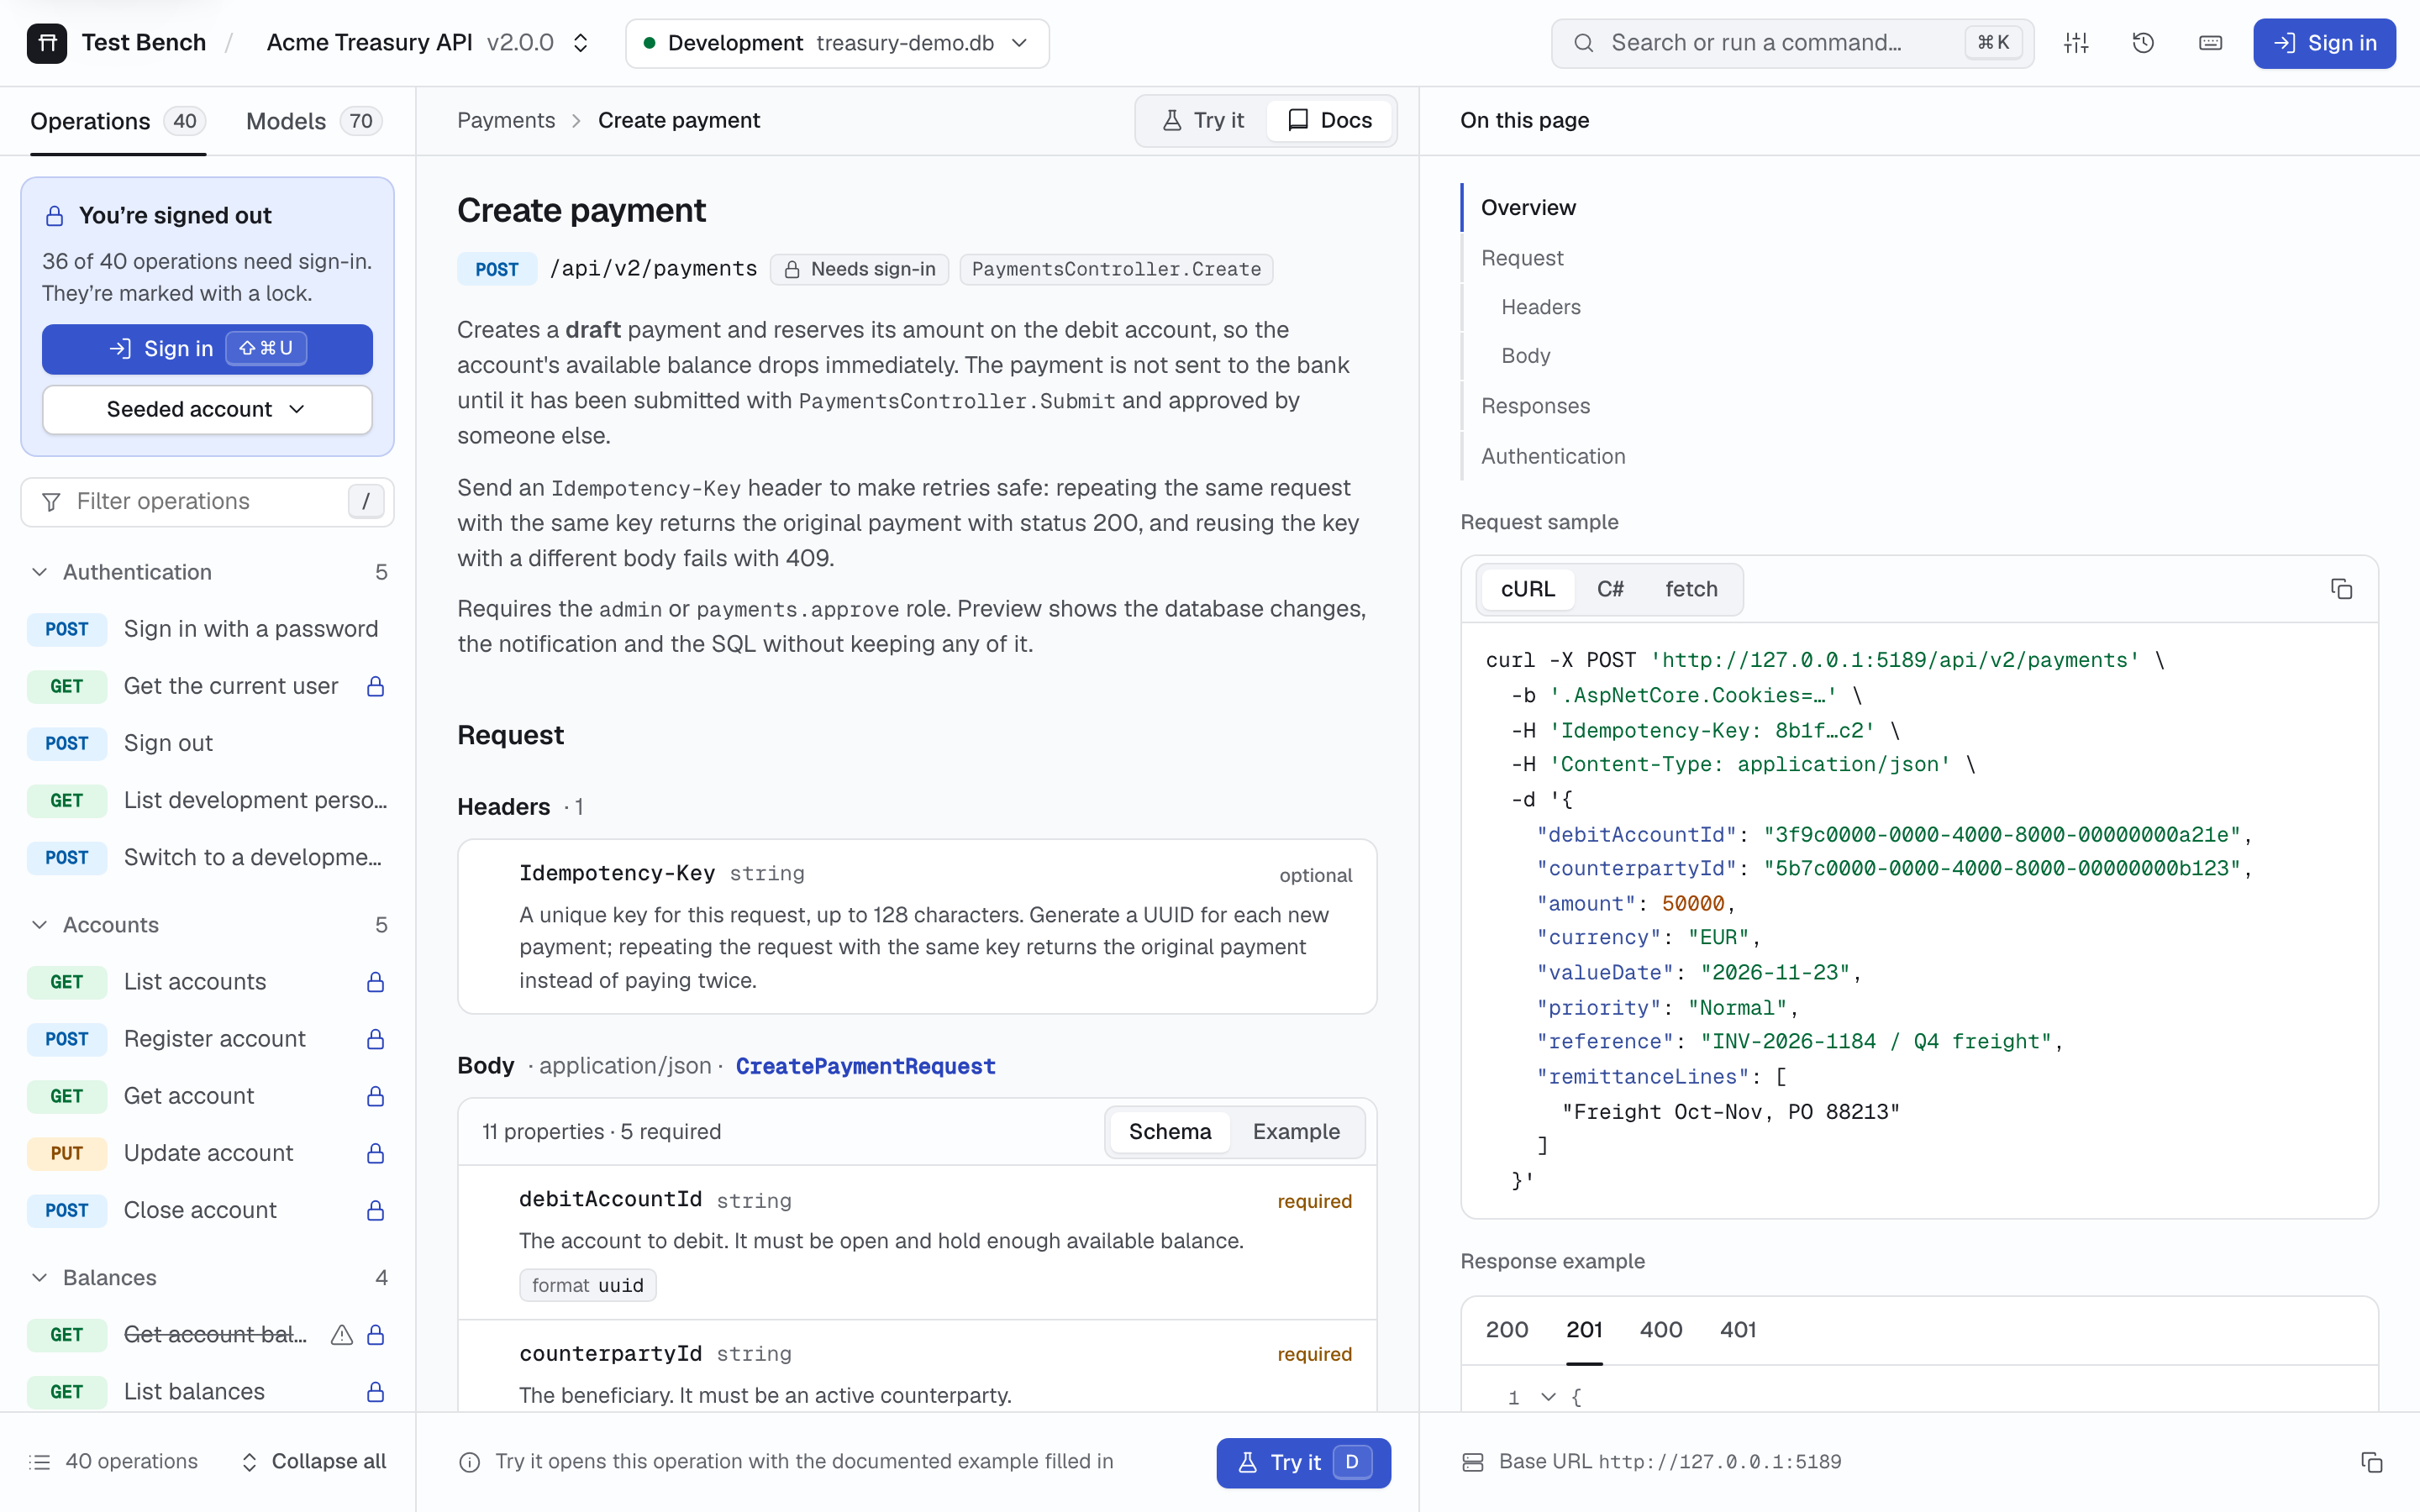 Test Bench / Acme Treasury API v2.0.0
Development treasury-demo.db
Search or run a command… ⌘K
Sign in
Operations 40 Models 70
You’re signed out
36 of 40 operations need sign-in.
They’re marked with a lock.
Sign in ⇧⌘U
Seeded account
Filter operations /
Authentication 5
POST Sign in with a password
GET Get the current user
POST Sign out
GET List development perso…
POST Switch to a developme…
Accounts 5
GET List accounts
POST Register account
GET Get account
PUT Update account
POST Close account
Balances 4
GET Get account bal…
GET List balances
40 operations Collapse all
Payments > Create payment
Try it Docs
Create payment
POST /api/v2/payments Needs sign-in PaymentsController.Create
Creates a draft payment and reserves its amount on the debit account, so the
account's available balance drops immediately. The payment is not sent to the bank
until it has been submitted with PaymentsController.Submit and approved by
someone else.
Send an Idempotency-Key header to make retries safe: repeating the same request
with the same key returns the original payment with status 200, and reusing the key
with a different body fails with 409.
Requires the admin or payments.approve role. Preview shows the database changes,
the notification and the SQL without keeping any of it.
Request
Headers · 1
Idempotency-Key string optional
A unique key for this request, up to 128 characters. Generate a UUID for each new
payment; repeating the request with the same key returns the original payment
instead of paying twice.
Body · application/json · CreatePaymentRequest
11 properties · 5 required Schema Example
debitAccountId string required
The account to debit. It must be open and hold enough available balance.
format uuid
counterpartyId string required
The beneficiary. It must be an active counterparty.
Try it opens this operation with the documented example filled in
Try it D
On this page
Overview
Request
Headers
Body
Responses
Authentication
Request sample
cURL C# fetch
curl -X POST 'http://127.0.0.1:5189/api/v2/payments' \
-b '.AspNetCore.Cookies=…' \
-H 'Idempotency-Key: 8b1f…c2' \
-H 'Content-Type: application/json' \
-d '{
"debitAccountId": "3f9c0000-0000-4000-8000-00000000a21e",
"counterpartyId": "5b7c0000-0000-4000-8000-00000000b123",
"amount": 50000,
"currency": "EUR",
"valueDate": "2026-11-23",
"priority": "Normal",
"reference": "INV-2026-1184 / Q4 freight",
"remittanceLines": [
"Freight Oct–Nov, PO 88213"
]
}'
Response example
200 201 400 401
1 {
Base URL http://127.0.0.1:5189